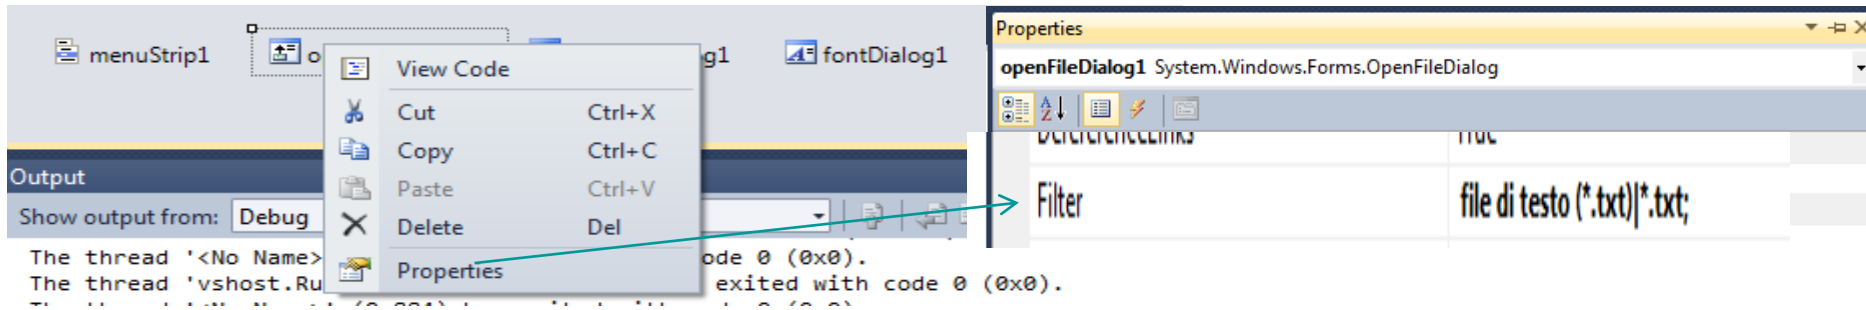 menuStrip1
o
g1
fontDialog1
View Code
Cut Ctrl+X
Copy Ctrl+C
Paste Ctrl+V
Delete Del
Properties
Output
Show output from: Debug
The thread '<No Name> ode 0 (0x0).
The thread 'vshost.Ru exited with code 0 (0x0).
Properties
openFileDialog1 System.Windows.Forms.OpenFileDialog
DereferenceLinks True
Filter file di testo (*.txt)|*.txt;